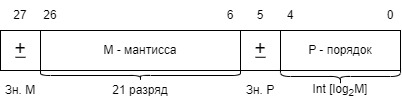 27 26 6 5 4 0
± М - мантисса ± Р - порядок
Зн. М 21 разряд Зн. Р Int [log₂M]